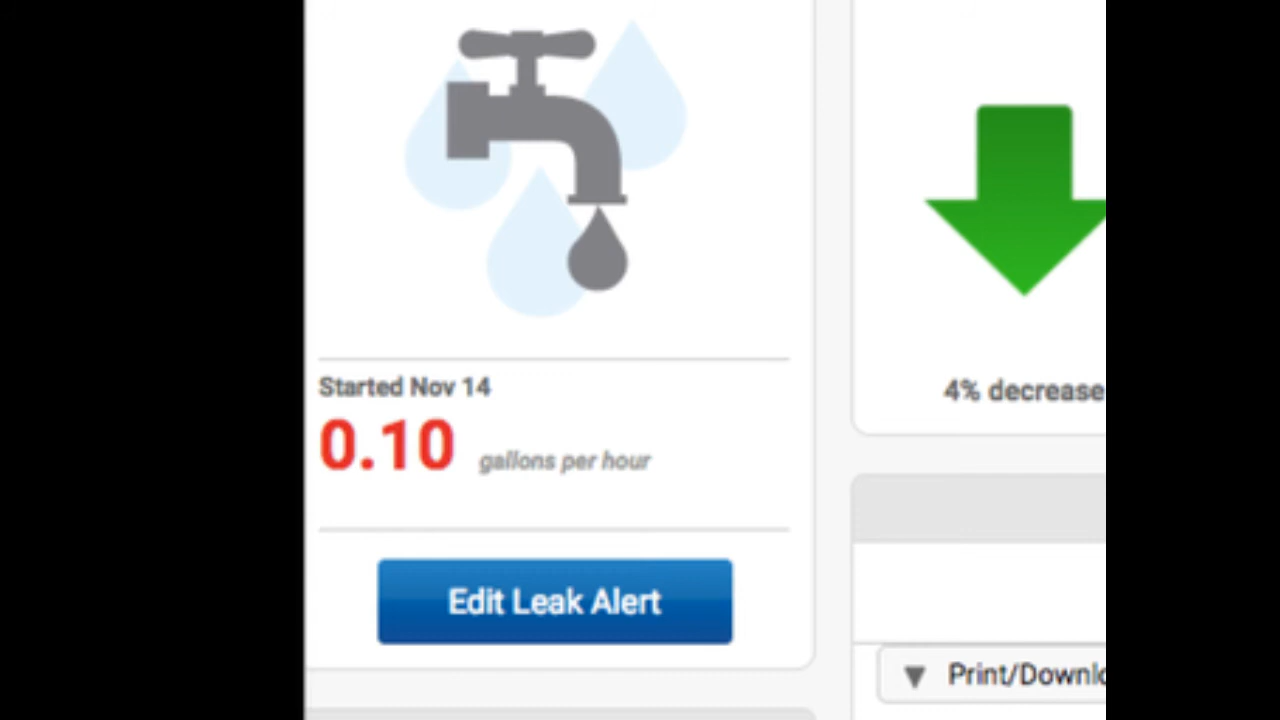 Started Nov 14
0.10 gallons per hour
Edit Leak Alert
4% decrease
▼ Print/Downlo